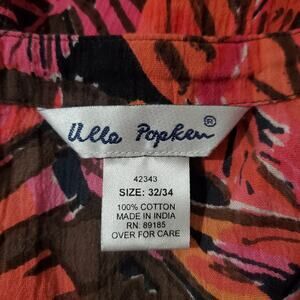 Ulla Popken®
42343
SIZE: 32/34
100% COTTON
MADE IN INDIA
RN: 89185
OVER FOR CARE